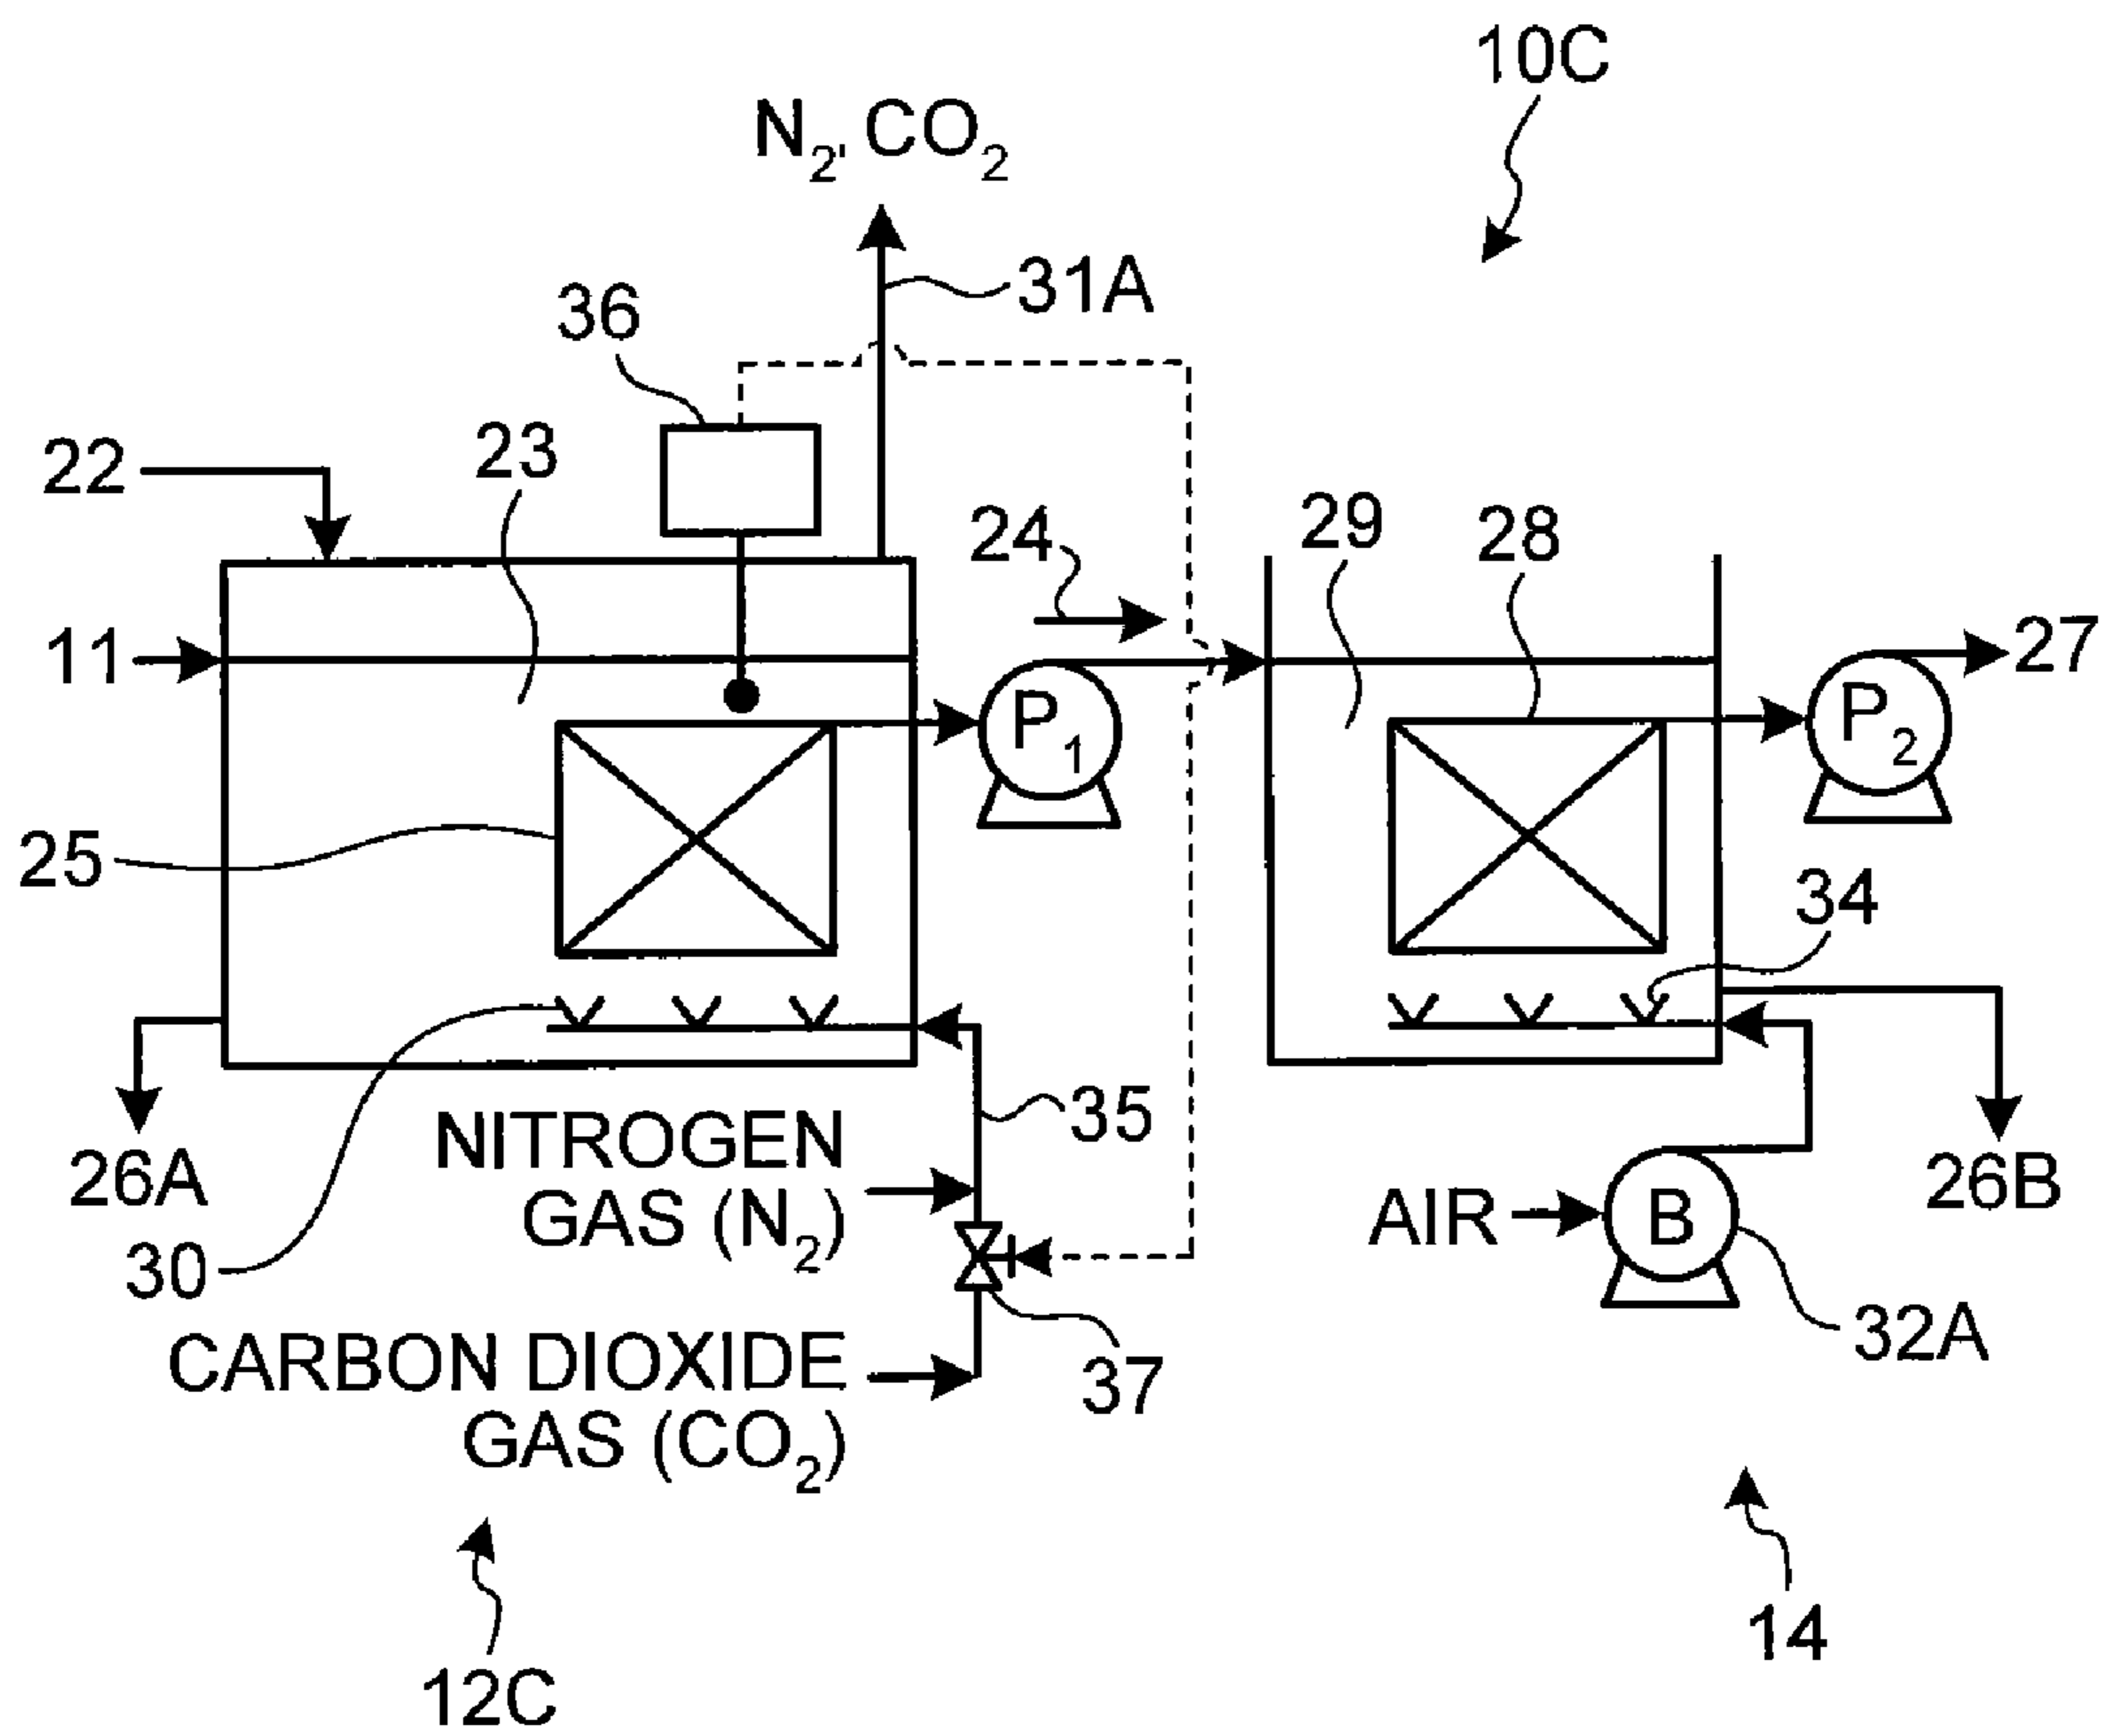 10C
N2, CO2
31A
36
22
23
24
29
28
11
27
P1
P2
25
34
35
NITROGEN
GAS (N2)
26A
26B
30
AIR
B
32A
CARBON DIOXIDE
GAS (CO2)
37
12C
14